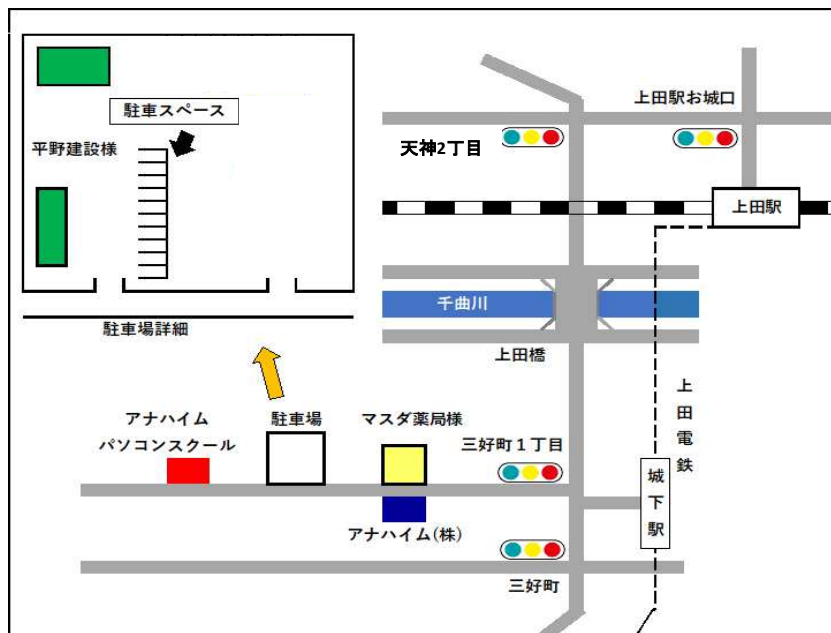 駐車スペース
平野建設様
駐車場詳細
上田駅お城口
天神2丁目
上田駅
千曲川
上田橋
上田電鉄
アナハイム
パソコンスクール
駐車場
マスダ薬局様
三好町１丁目
城下駅
アナハイム(株)
三好町